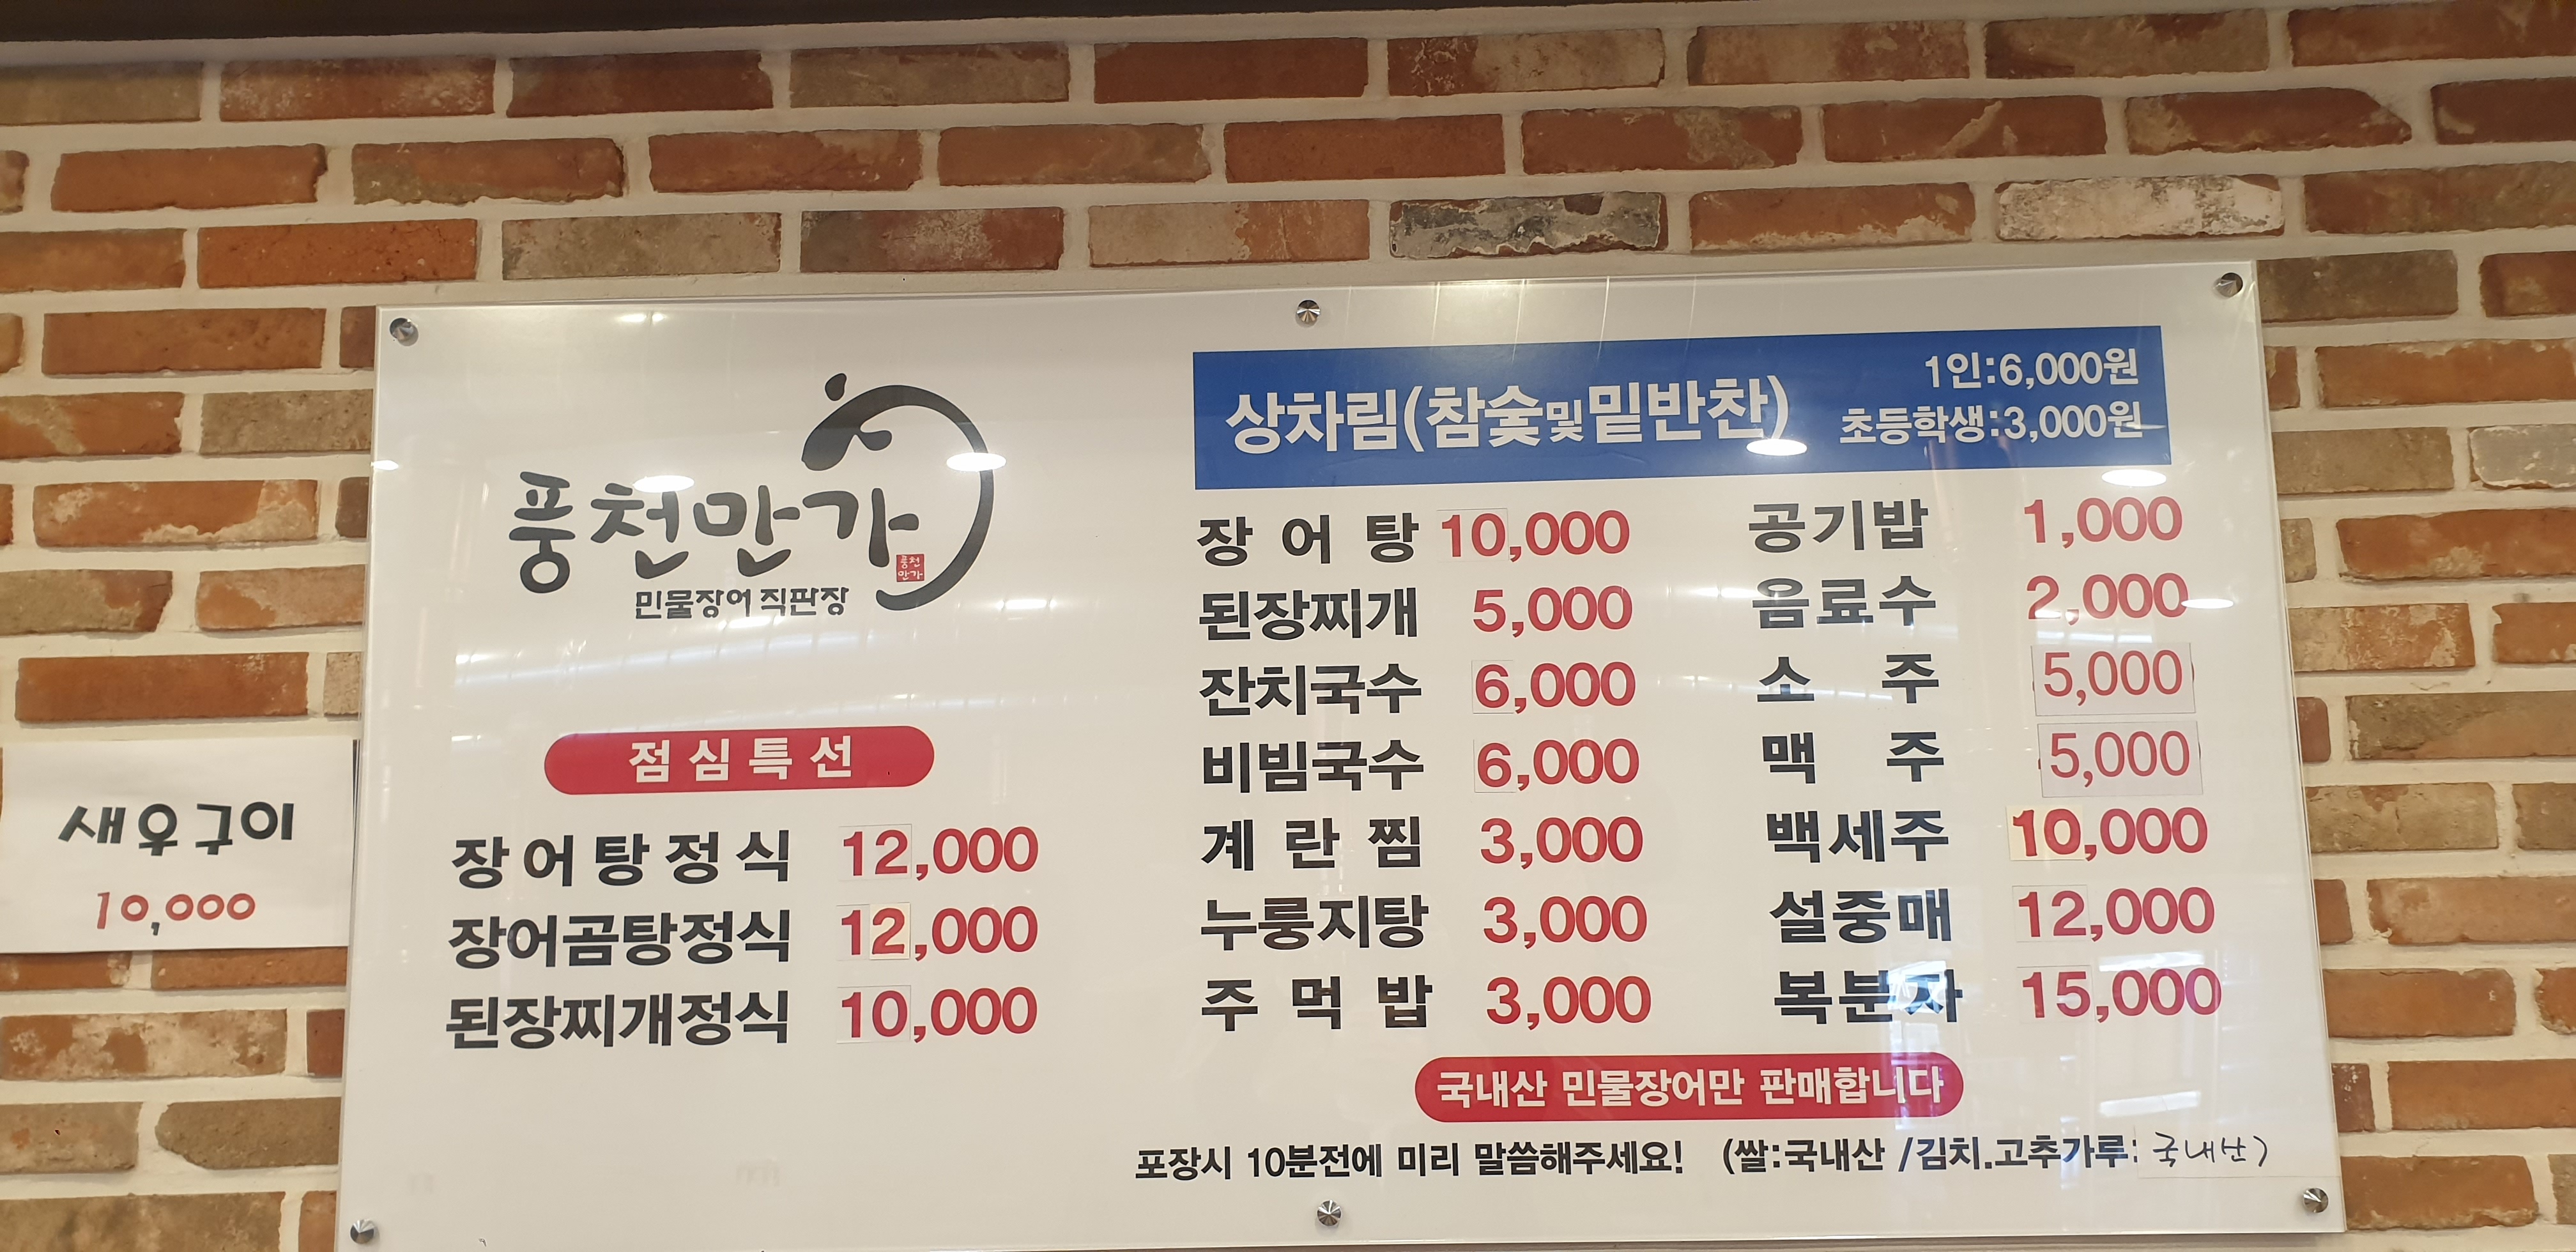 풍천만가
풍천
만가
민물장어 직판장
점심특선
장어탕정식 12,000
장어곰탕정식 12,000
된장찌개정식 10,000
새우구이
10,000
상차림(참숯및밑반찬)
1인:6,000원
초등학생:3,000원
장어탕 10,000
된장찌개 5,000
잔치국수 6,000
비빔국수 6,000
계란찜 3,000
누룽지탕 3,000
주먹밥 3,000
공기밥 1,000
음료수 2,000
소주 5,000
맥주 5,000
백세주 10,000
설중매 12,000
복분자 15,000
국내산 민물장어만 판매합니다
포장시 10분전에 미리 말씀해주세요! (쌀:국내산 /김치.고추가루: 국내산)